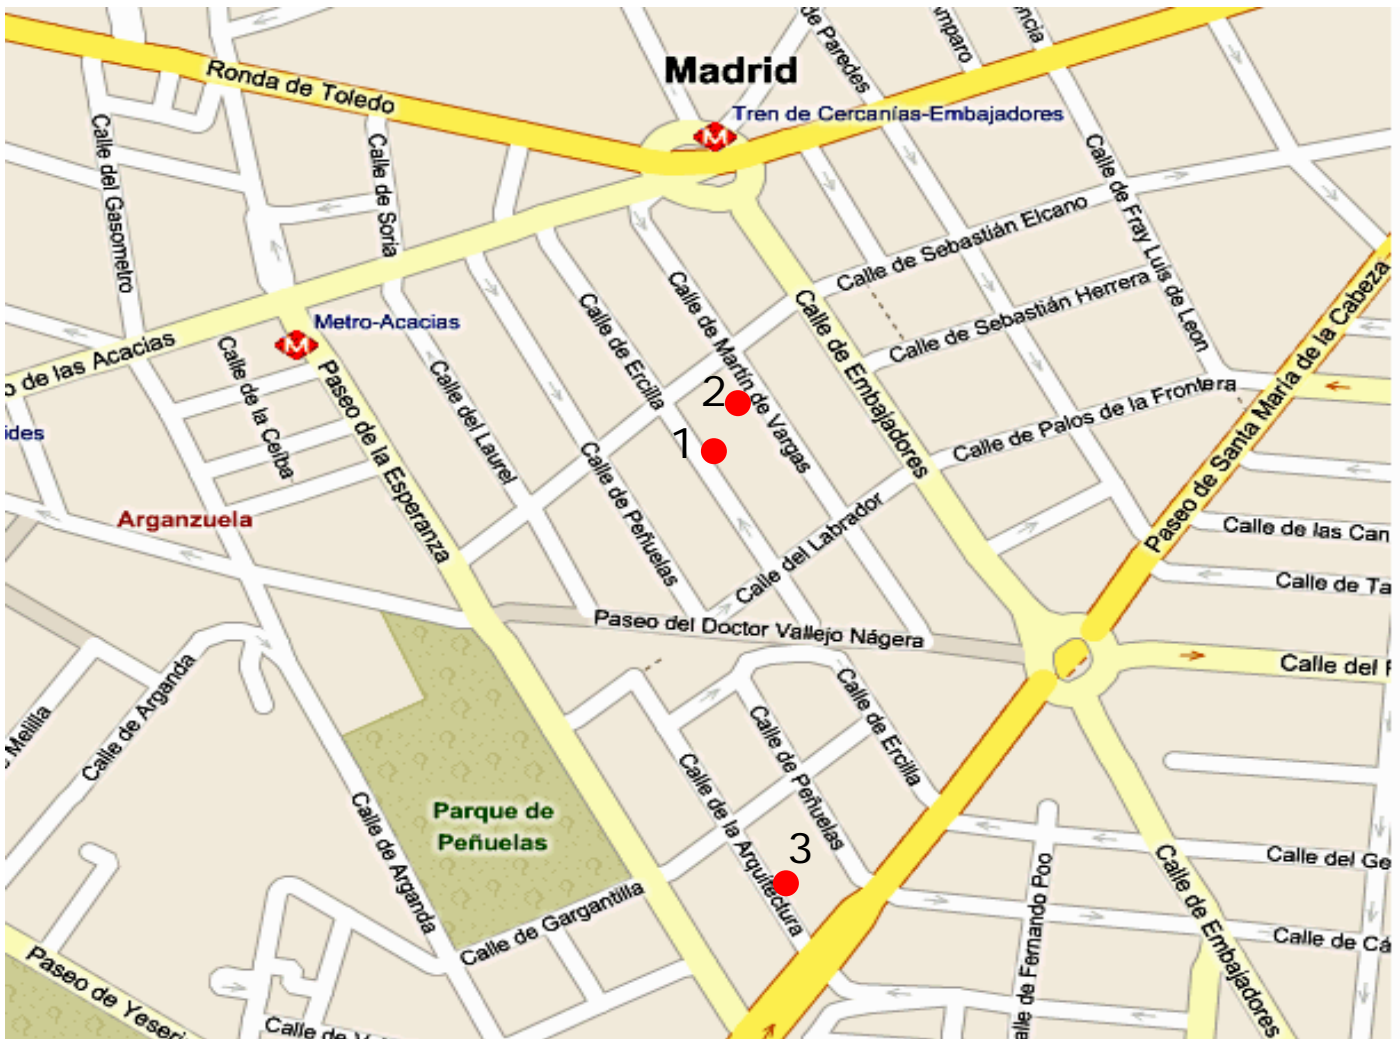 de Paredes
Amparo
encia
Madrid
Ronda de Toledo
Tren de Cercanías-Embajadores
Calle del Gasometro
Calle de Soria
Calle de Fray Luis de Leon
Calle de Sebastián Elcano
Calle de Sebastián Herrera
Paseo de Santa María de la Cabeza
Metro-Acacias
o de las Acacias
Calle de la Ceiba
Paseo de la Esperanza
Calle del Laurel
Calle de Ercilla
Calle de Martín de Vargas
Calle de Embajadores
Calle de Palos de la Frontera
ides
2
1
Calle de Peñuelas
Calle del Labrador
Arganzuela
Calle de las Can
Calle de Ta
Paseo del Doctor Vallejo Nágera
Calle del
Melilla
Calle de Arganda
Calle de Ercilla
Calle de Peñuelas
Calle de la Arquitectura
Parque de
Peñuelas
Calle de Arganda
3
Calle del Ge
Calle de Gargantilla
Calle de Fernando Poo
Calle de Embajadores
Calle de Cá
Paseo de Yeseri
Calle de